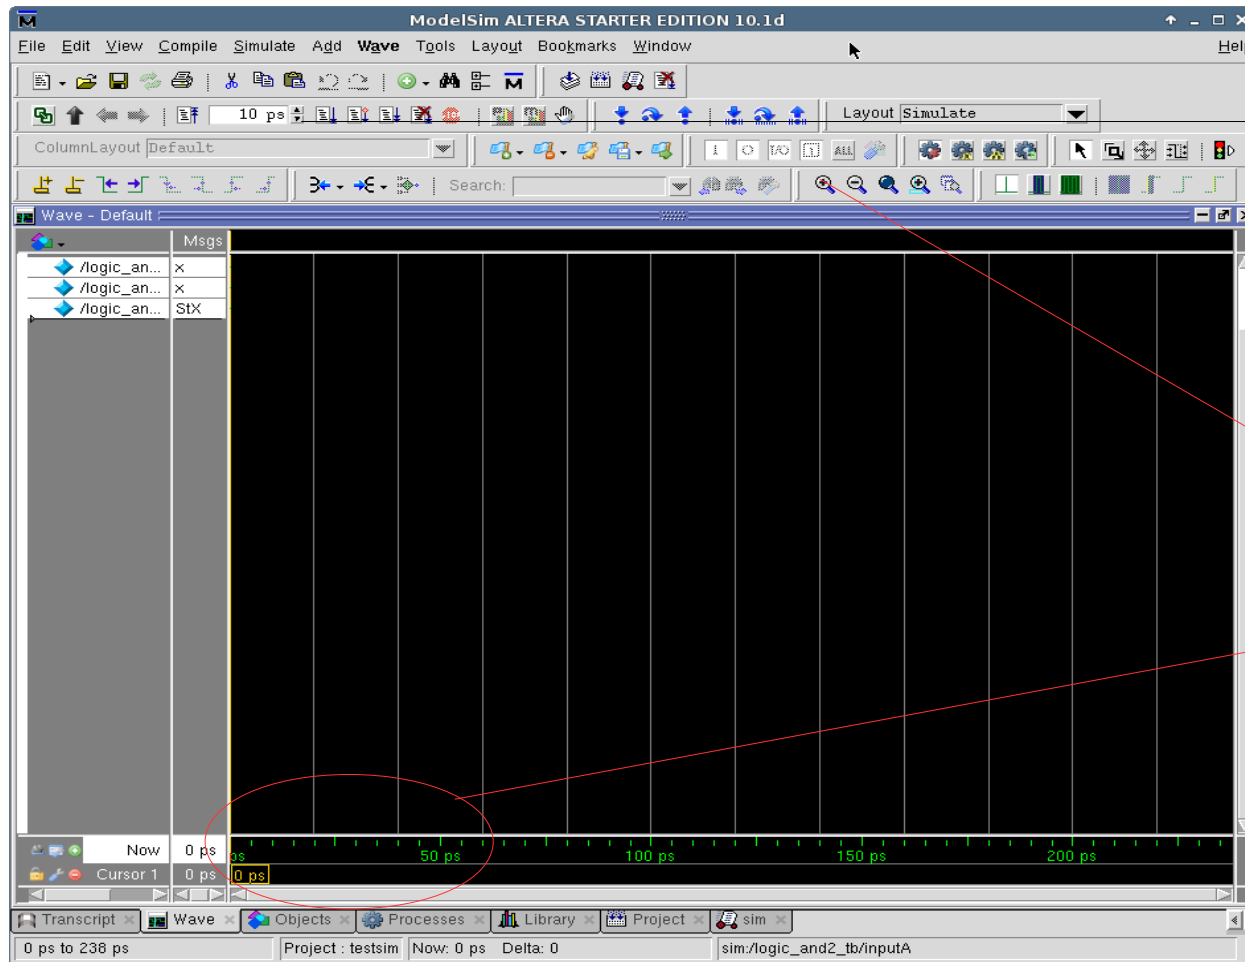 ModelSim ALTERA STARTER EDITION 10.1d
File Edit View Compile Simulate Add Wave Tools Layout Bookmarks Window Help
10 ps Layout Simulate
ColumnLayout Default ALL
Search:
Wave - Default
Msgs
/logic_an... x
/logic_an... x
/logic_an... StX
Now 0 ps ps 50 ps 100 ps 150 ps 200 ps
Cursor 1 0 ps 0 ps
Transcript Wave Objects Processes Library Project sim
0 ps to 238 ps Project : testsim Now: 0 ps Delta: 0 sim:/logic_and2_tb/inputA